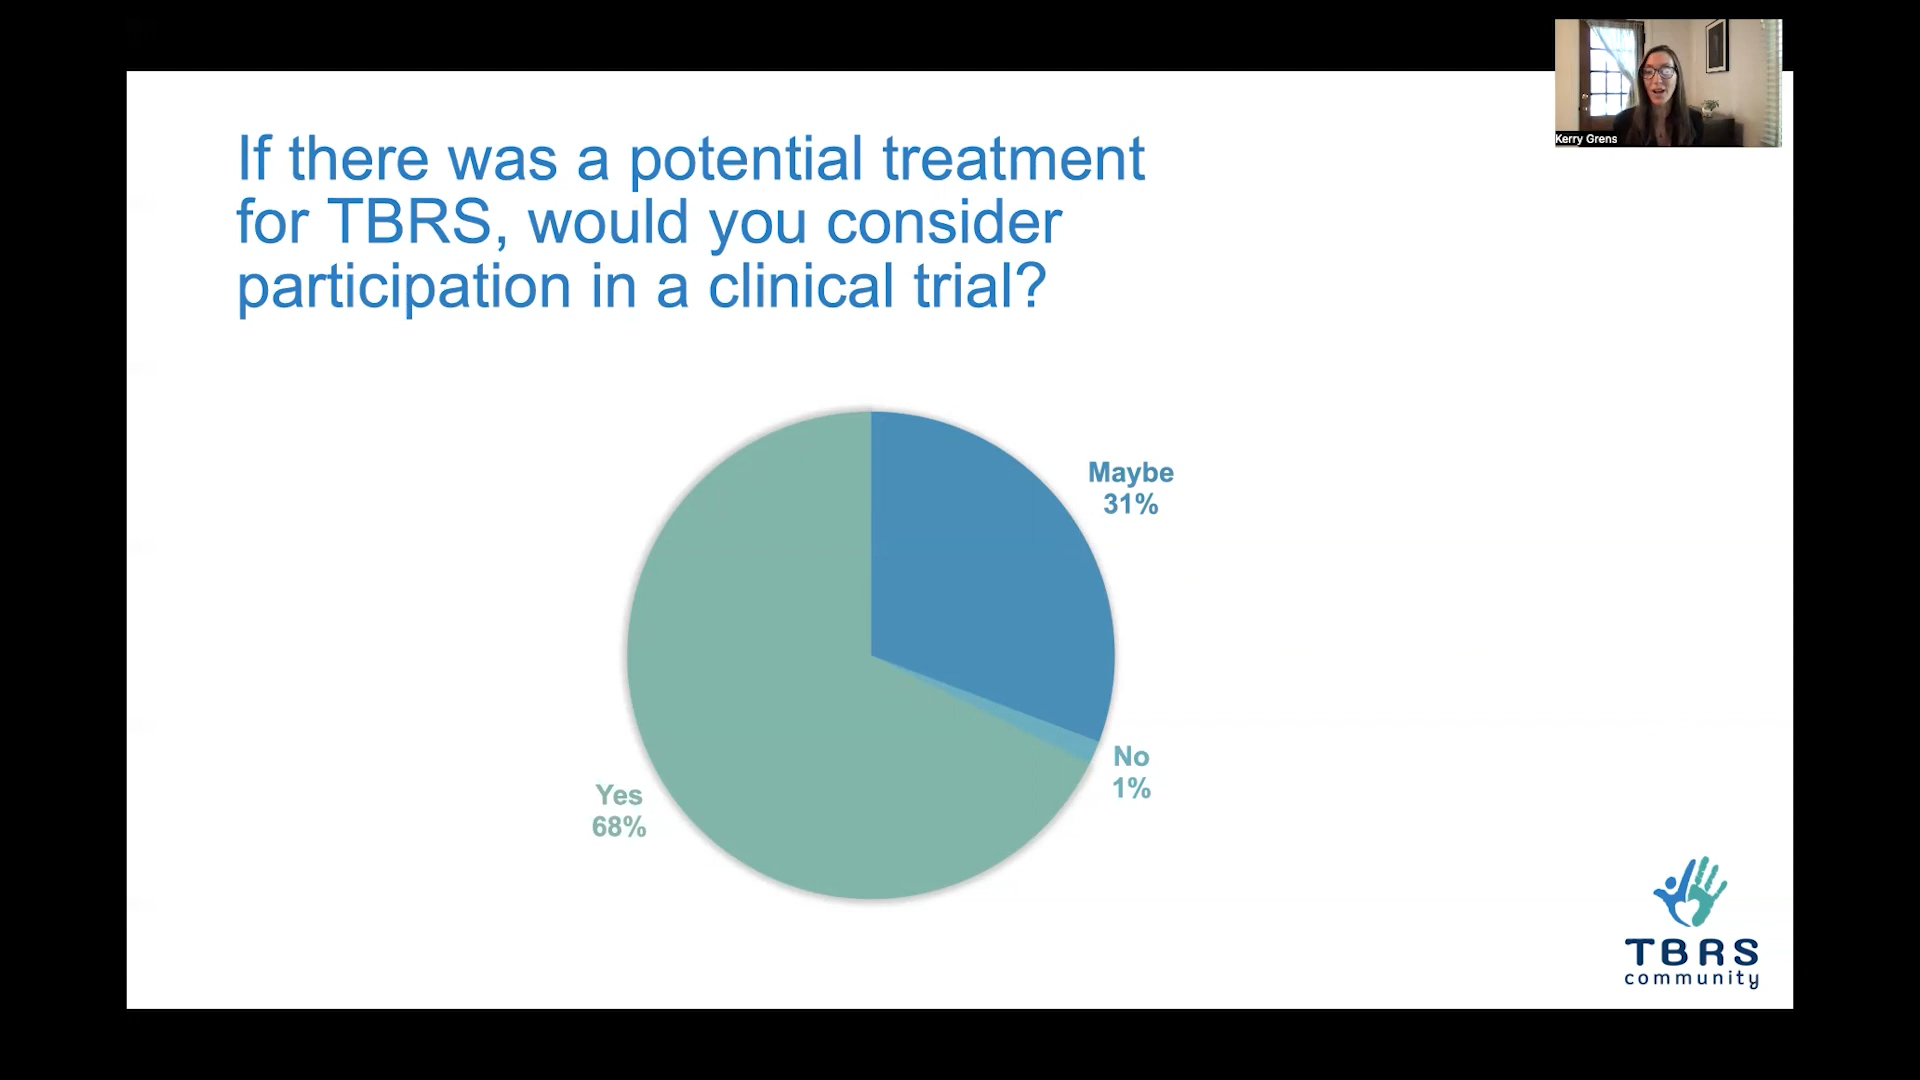 Kerry Grens
If there was a potential treatment
for TBRS, would you consider
participation in a clinical trial?
Maybe
31%
No
1%
Yes
68%
TBRS
community